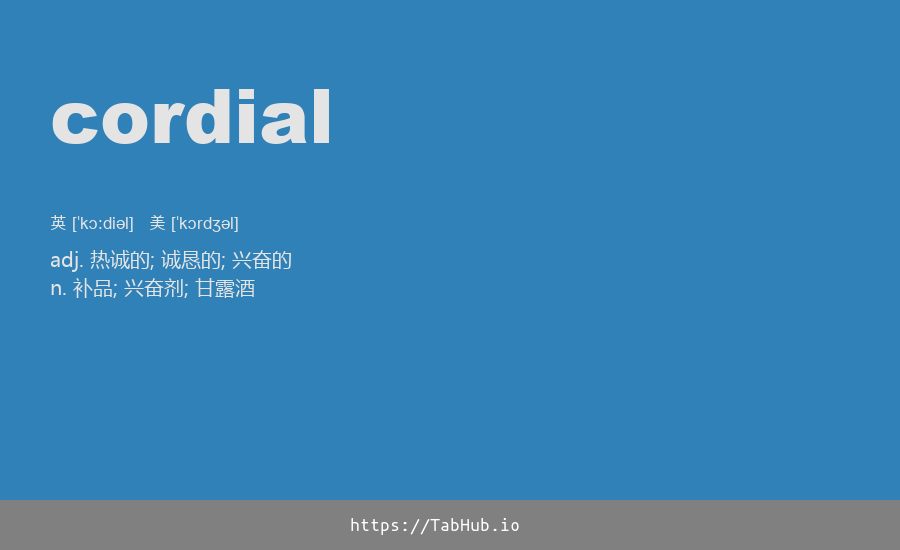 cordial
英 [ˈkɔːdiəl] 美 [ˈkɔrdʒəl]
adj. 热诚的; 诚恳的; 兴奋的
n. 补品; 兴奋剂; 甘露酒
https://TabHub.io